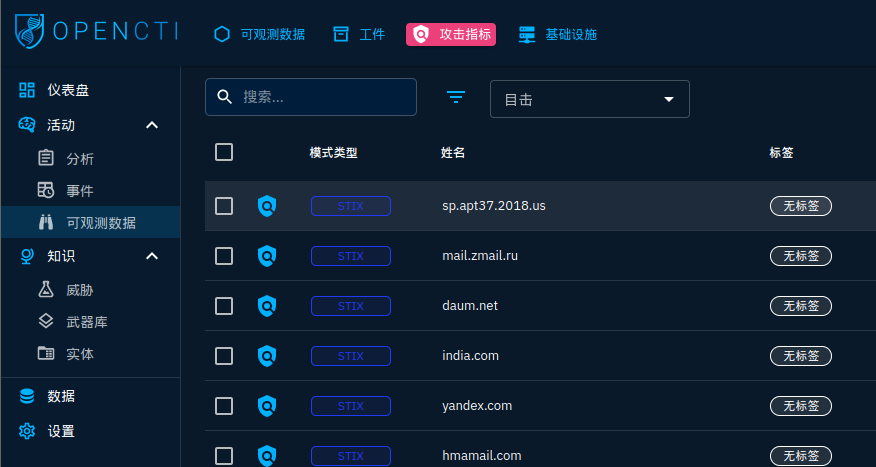 OPENCTI
可观测数据 工件 攻击指标 基础设施
仪表盘
活动
分析
事件
可观测数据
知识
威胁
武器库
实体
数据
设置
搜索...
目击
模式类型 姓名 标签
STIX sp.apt37.2018.us 无标签
STIX mail.zmail.ru 无标签
STIX daum.net 无标签
STIX india.com 无标签
STIX yandex.com 无标签
STIX hmamail.com 无标签